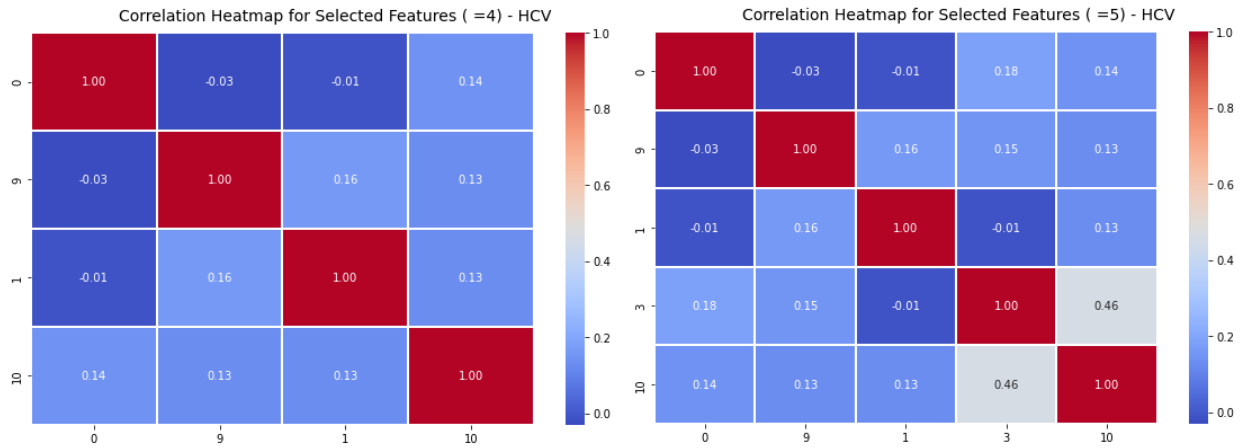 Correlation Heatmap for Selected Features ( =4) - HCV
0 1.00 -0.03 -0.01 0.14
9 -0.03 1.00 0.16 0.13
1 -0.01 0.16 1.00 0.13
10 0.14 0.13 0.13 1.00
0 9 1 10
1.0
0.8
0.6
0.4
0.2
0.0
Correlation Heatmap for Selected Features ( =5) - HCV
0 1.00 -0.03 -0.01 0.18 0.14
9 -0.03 1.00 0.16 0.15 0.13
1 -0.01 0.16 1.00 -0.01 0.13
3 0.18 0.15 -0.01 1.00 0.46
10 0.14 0.13 0.13 0.46 1.00
0 9 1 3 10
1.0
0.8
0.6
0.4
0.2
0.0